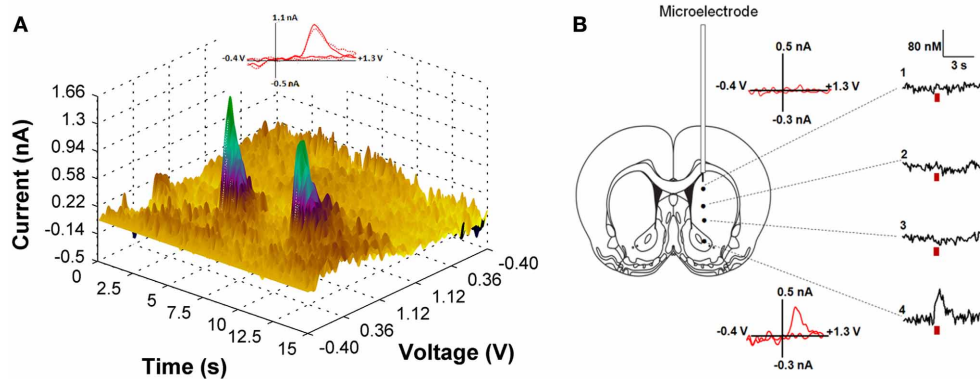 A
1.1 nA
-0.4 V
+1.3 V
-0.5 nA
1.66
1.3
0.94
0.58
0.22
-0.14
-0.5
Current (nA)
0
2.5
5
7.5
10
12.5
15
Time (s)
-0.40
0.36
1.12
1.12
0.36
-0.40
Voltage (V)
B
Microelectrode
0.5 nA
-0.4 V
+1.3 V
-0.3 nA
80 nM
3 s
1
2
3
4
0.5 nA
-0.4 V
+1.3 V
-0.3 nA